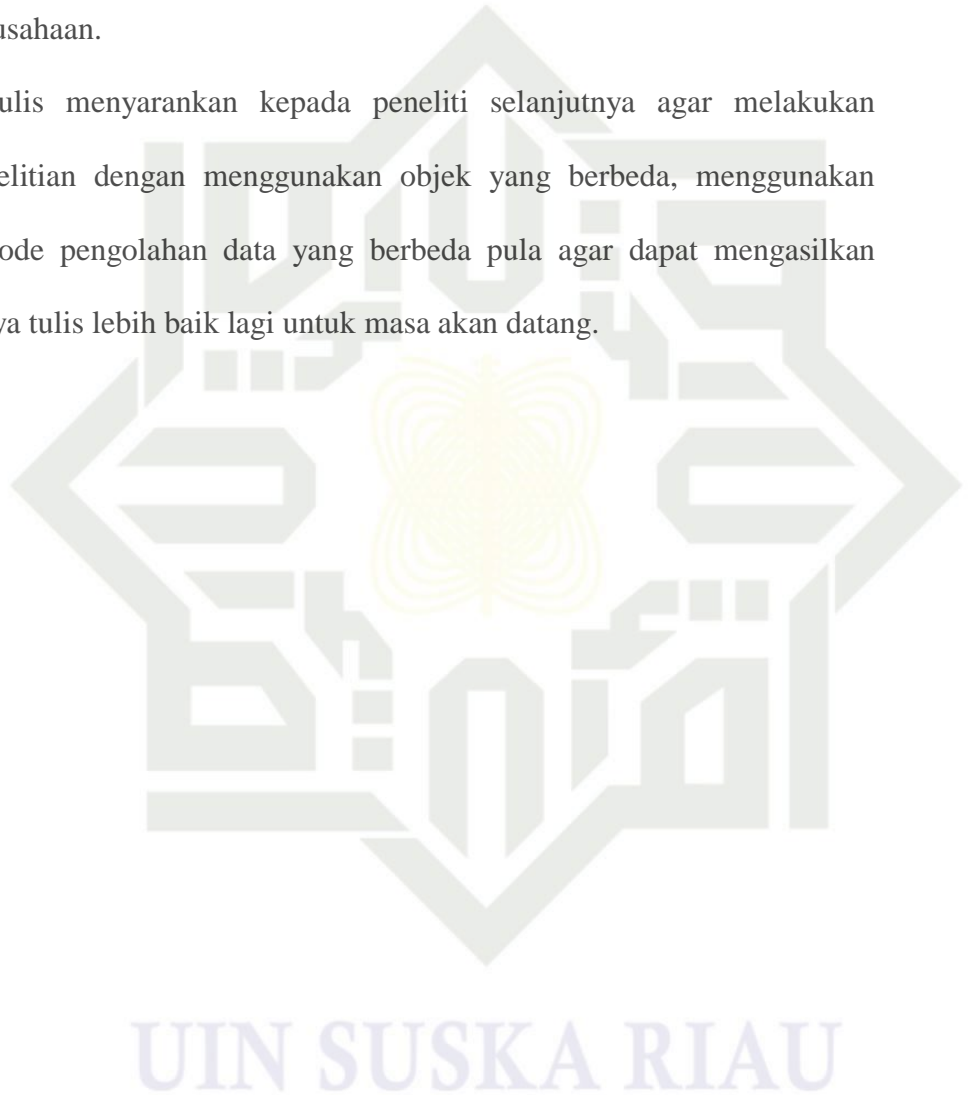 usahaan.
ulis menyarankan kepada peneliti selanjutnya agar melakukan
elitian dengan menggunakan objek yang berbeda, menggunakan
ode pengolahan data yang berbeda pula agar dapat mengasilkan
ya tulis lebih baik lagi untuk masa akan datang.
UIN SUSKA RIAU